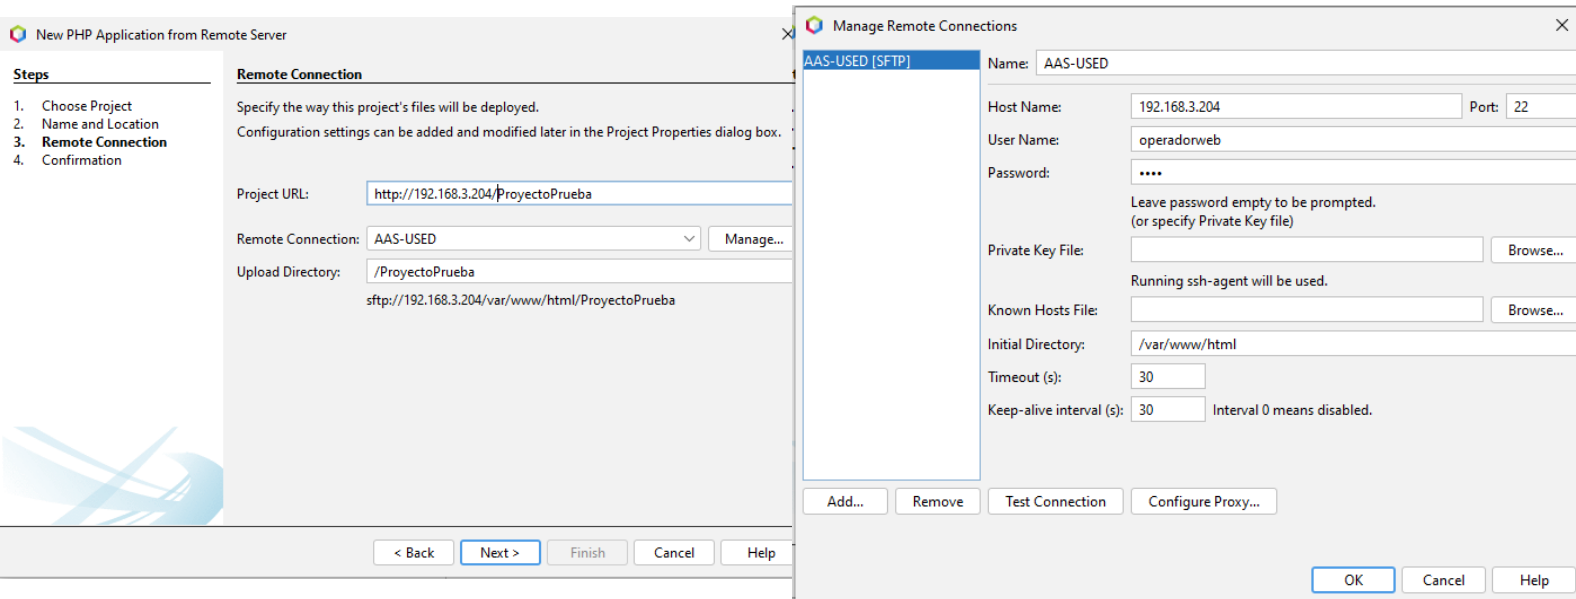 New PHP Application from Remote Server
Steps
1. Choose Project
2. Name and Location
3. Remote Connection
4. Confirmation
Remote Connection
Specify the way this project's files will be deployed.
Configuration settings can be added and modified later in the Project Properties dialog box.
Project URL: http://192.168.3.204/ProyectoPrueba
Remote Connection: AAS-USED Manage...
Upload Directory: /ProyectoPrueba
sftp://192.168.3.204/var/www/html/ProyectoPrueba
< Back Next > Finish Cancel Help
Manage Remote Connections
AAS-USED [SFTP]
Name: AAS-USED
Host Name: 192.168.3.204 Port: 22
User Name: operadorweb
Password: ••••
Leave password empty to be prompted.
(or specify Private Key file)
Private Key File: Browse...
Running ssh-agent will be used.
Known Hosts File: Browse...
Initial Directory: /var/www/html
Timeout (s): 30
Keep-alive interval (s): 30 Interval 0 means disabled.
Add... Remove Test Connection Configure Proxy...
OK Cancel Help